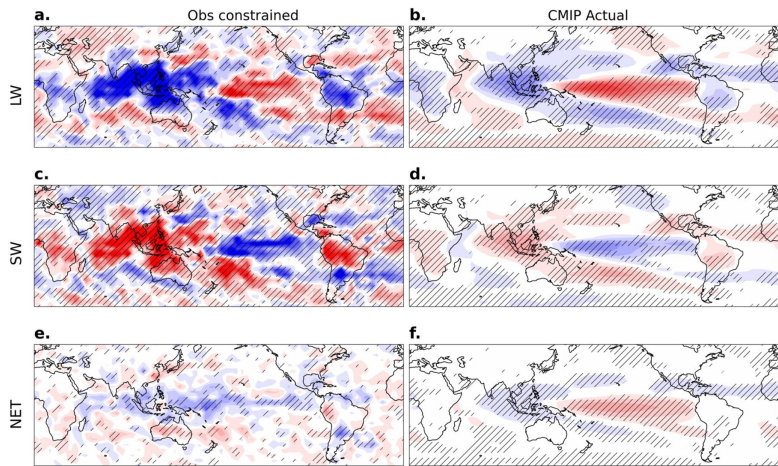 Obs constrained
CMIP Actual
a.
b.
LW
c.
d.
SW
e.
f.
NET